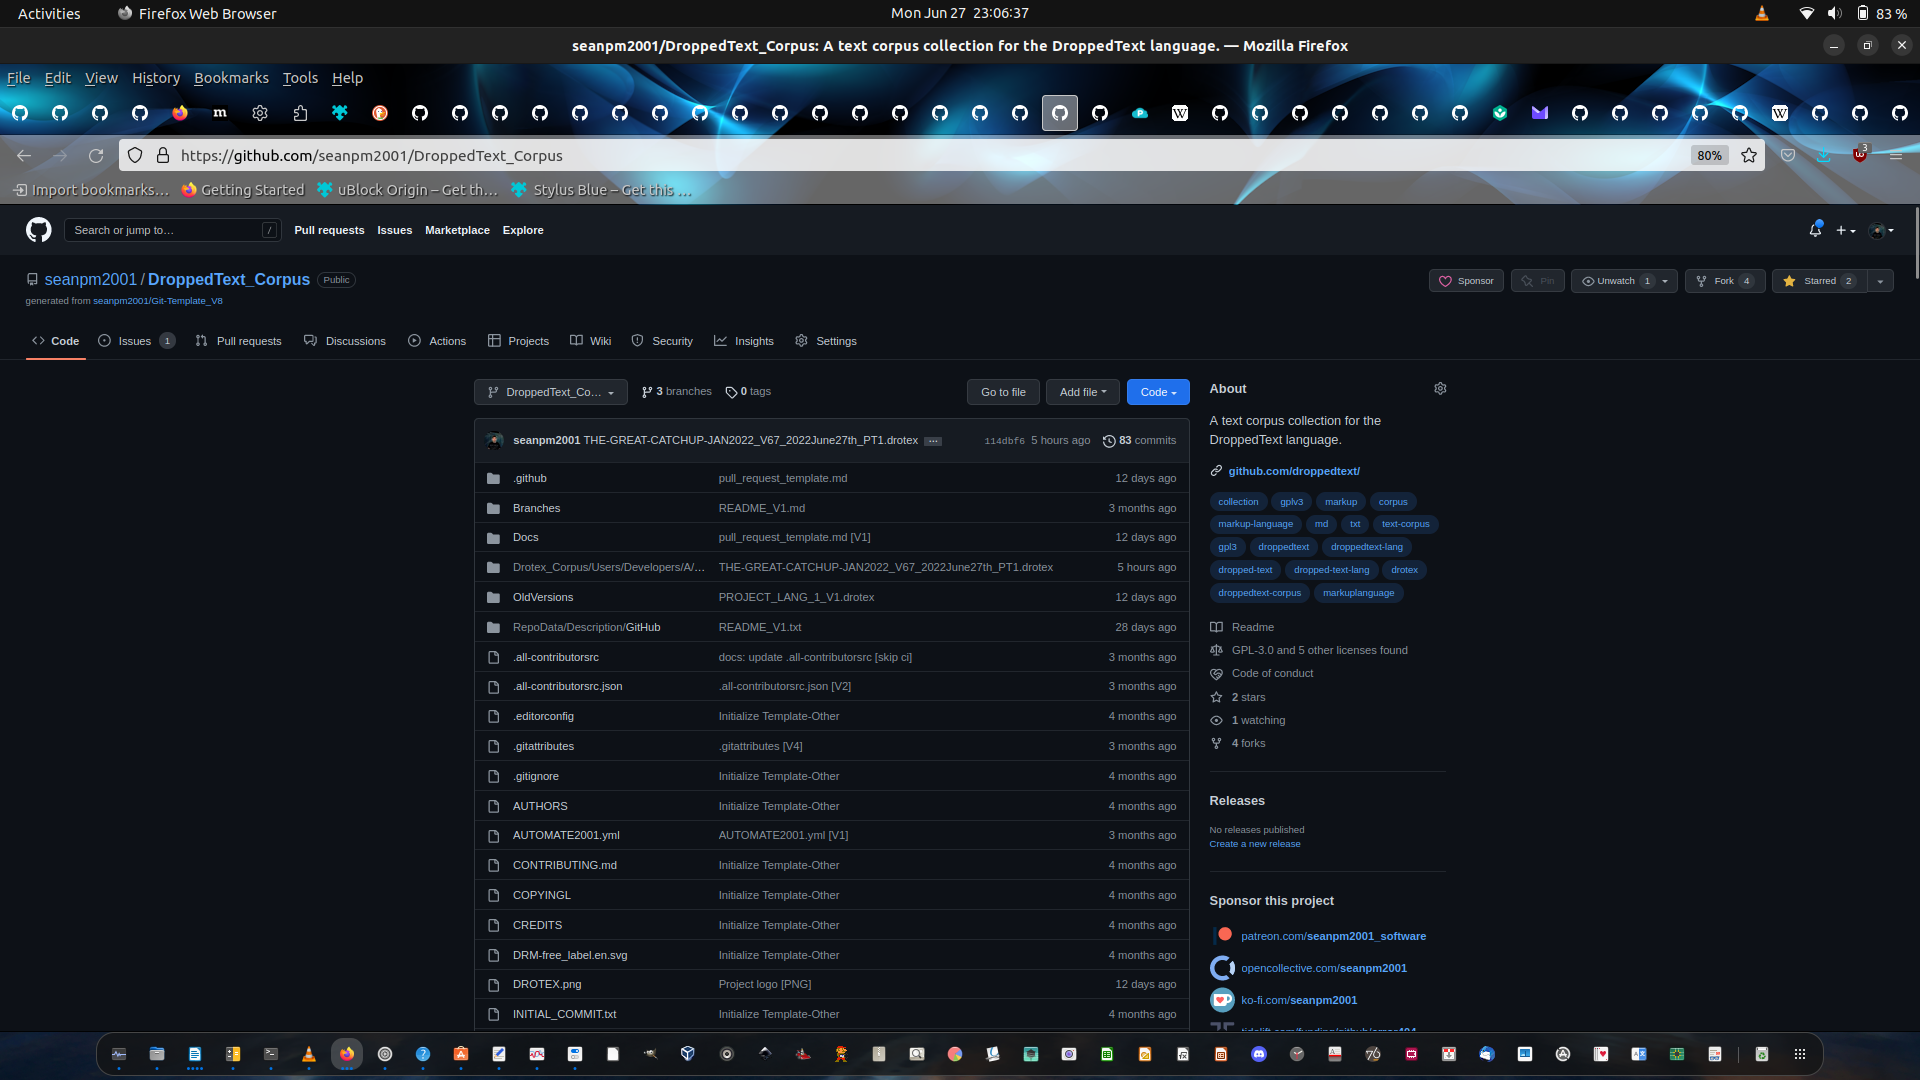 Activities Firefox Web Browser Mon Jun 27 23:06:37 83 %
seanpm2001/DroppedText_Corpus: A text corpus collection for the DroppedText language. — Mozilla Firefox
File Edit View History Bookmarks Tools Help
https://github.com/seanpm2001/DroppedText_Corpus 80% 3
Import bookmarks… Getting Started uBlock Origin – Get th… Stylus Blue – Get this …
Search or jump to… / Pull requests Issues Marketplace Explore
seanpm2001 / DroppedText_Corpus Public Sponsor Pin Unwatch 1 Fork 4 Starred 2
generated from seanpm2001/Git-Template_V8
Code Issues 1 Pull requests Discussions Actions Projects Wiki Security Insights Settings
DroppedText_Co… 3 branches 0 tags Go to file Add file Code
seanpm2001 THE-GREAT-CATCHUP-JAN2022_V67_2022June27th_PT1.drotex … 114dbf6 5 hours ago 83 commits
.github pull_request_template.md 12 days ago
Branches README_V1.md 3 months ago
Docs pull_request_template.md [V1] 12 days ago
Drotex_Corpus/Users/Developers/A/… THE-GREAT-CATCHUP-JAN2022_V67_2022June27th_PT1.drotex 5 hours ago
OldVersions PROJECT_LANG_1_V1.drotex 12 days ago
RepoData/Description/GitHub README_V1.txt 28 days ago
.all-contributorsrc docs: update .all-contributorsrc [skip ci] 3 months ago
.all-contributorsrc.json .all-contributorsrc.json [V2] 3 months ago
.editorconfig Initialize Template-Other 4 months ago
.gitattributes .gitattributes [V4] 3 months ago
.gitignore Initialize Template-Other 4 months ago
AUTHORS Initialize Template-Other 4 months ago
AUTOMATE2001.yml AUTOMATE2001.yml [V1] 3 months ago
CONTRIBUTING.md Initialize Template-Other 4 months ago
COPYINGL Initialize Template-Other 4 months ago
CREDITS Initialize Template-Other 4 months ago
DRM-free_label.en.svg Initialize Template-Other 4 months ago
DROTEX.png Project logo [PNG] 12 days ago
INITIAL_COMMIT.txt Initialize Template-Other 4 months ago
About
A text corpus collection for the
DroppedText language.
github.com/droppedtext/
collection gplv3 markup corpus
markup-language md txt text-corpus
gpl3 droppedtext droppedtext-lang
dropped-text dropped-text-lang drotex
droppedtext-corpus markuplanguage
Readme
GPL-3.0 and 5 other licenses found
Code of conduct
2 stars
1 watching
4 forks
Releases
No releases published
Create a new release
Sponsor this project
patreon.com/seanpm2001_software
opencollective.com/seanpm2001
ko-fi.com/seanpm2001